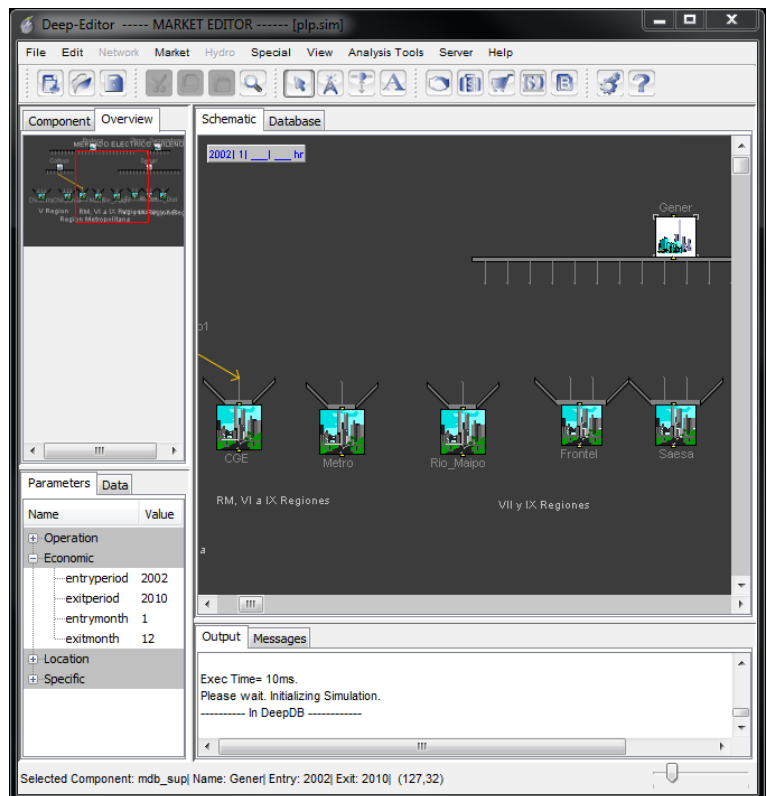 Deep-Editor ----- MARKET EDITOR ------ [plp.sim]
File Edit Network Market Hydro Special View Analysis Tools Server Help
Component Overview
Schematic Database
2002| 1| ___| ___ hr
Gener
CGE
Metro
Rio_Maipo
Frontel
Saesa
RM, VI a IX Regiones
VII y IX Regiones
a
V Region
Region Metropolitana
Parameters Data
Name Value
Operation
Economic
entryperiod 2002
exitperiod 2010
entrymonth 1
exitmonth 12
Location
Specific
Output Messages
Exec Time= 10ms.
Please wait. Initializing Simulation.
---------- In DeepDB ------------
Selected Component: mdb_sup| Name: Gener| Entry: 2002| Exit: 2010| (127,32)